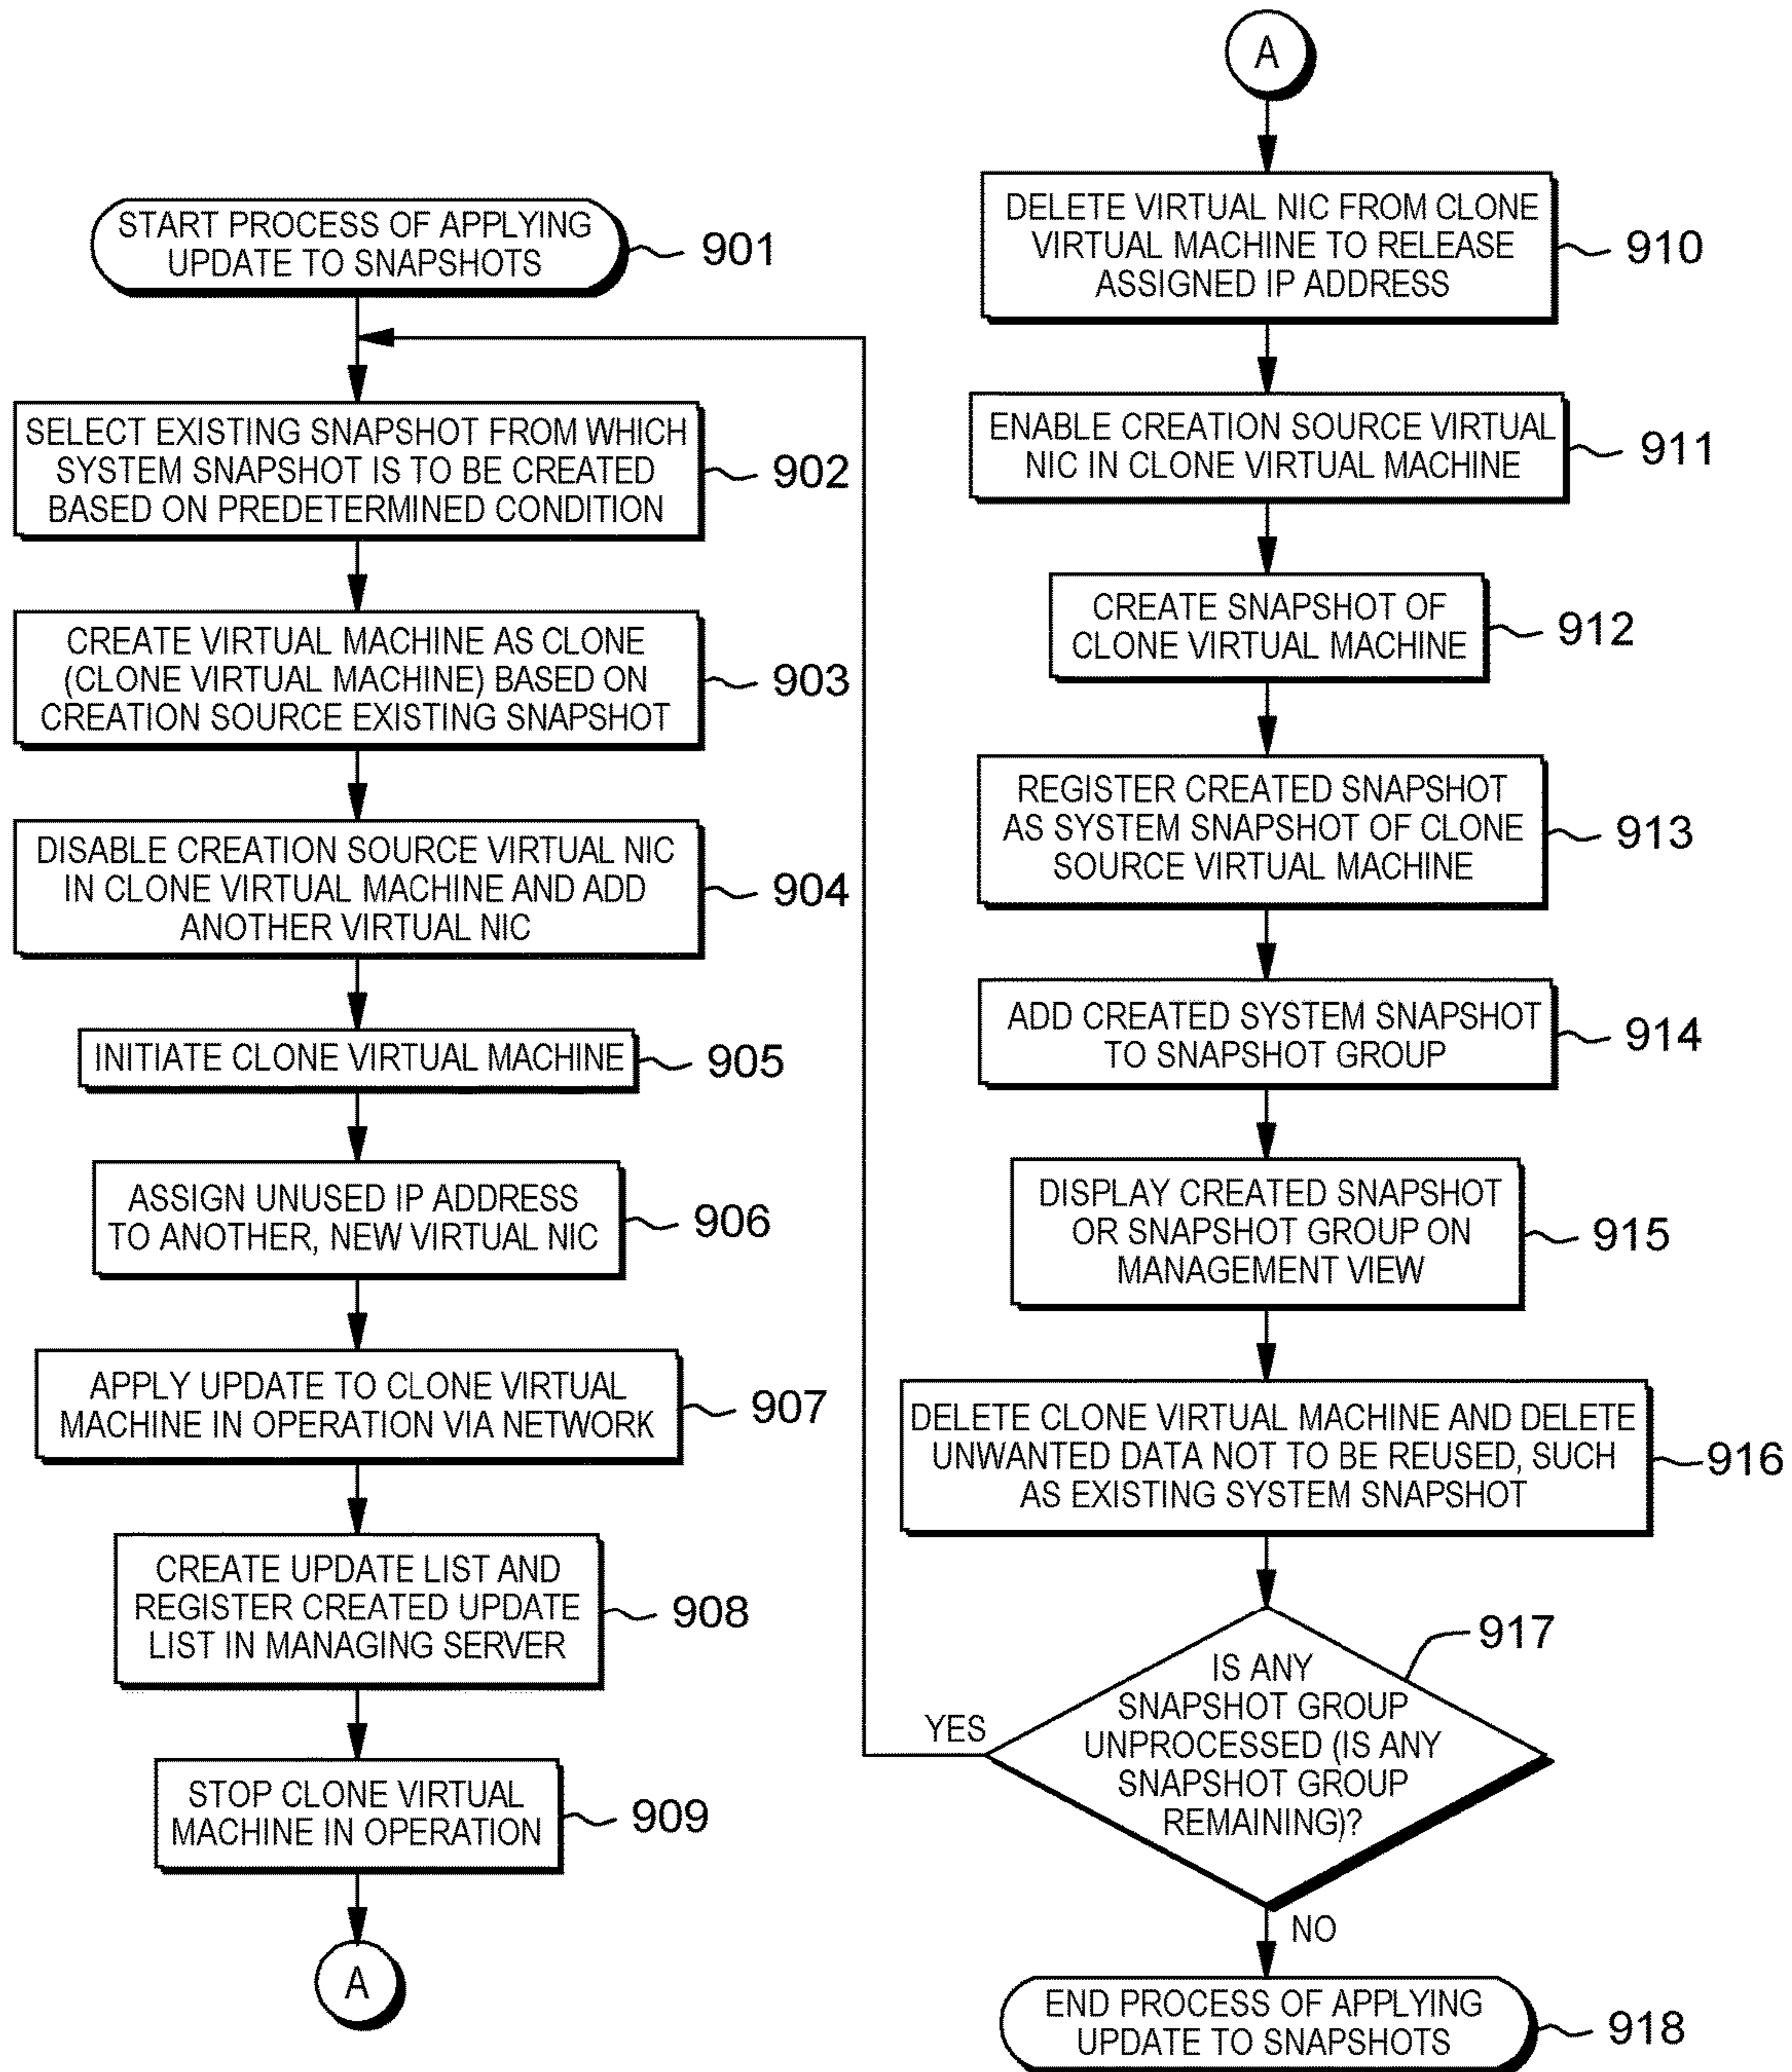 START PROCESS OF APPLYING
UPDATE TO SNAPSHOTS
901
SELECT EXISTING SNAPSHOT FROM WHICH
SYSTEM SNAPSHOT IS TO BE CREATED
BASED ON PREDETERMINED CONDITION
902
CREATE VIRTUAL MACHINE AS CLONE
(CLONE VIRTUAL MACHINE) BASED ON
CREATION SOURCE EXISTING SNAPSHOT
903
DISABLE CREATION SOURCE VIRTUAL NIC
IN CLONE VIRTUAL MACHINE AND ADD
ANOTHER VIRTUAL NIC
904
INITIATE CLONE VIRTUAL MACHINE
905
ASSIGN UNUSED IP ADDRESS
TO ANOTHER, NEW VIRTUAL NIC
906
APPLY UPDATE TO CLONE VIRTUAL
MACHINE IN OPERATION VIA NETWORK
907
CREATE UPDATE LIST AND
REGISTER CREATED UPDATE
LIST IN MANAGING SERVER
908
STOP CLONE VIRTUAL
MACHINE IN OPERATION
909
A
A
DELETE VIRTUAL NIC FROM CLONE
VIRTUAL MACHINE TO RELEASE
ASSIGNED IP ADDRESS
910
ENABLE CREATION SOURCE VIRTUAL
NIC IN CLONE VIRTUAL MACHINE
911
CREATE SNAPSHOT OF
CLONE VIRTUAL MACHINE
912
REGISTER CREATED SNAPSHOT
AS SYSTEM SNAPSHOT OF CLONE
SOURCE VIRTUAL MACHINE
913
ADD CREATED SYSTEM SNAPSHOT
TO SNAPSHOT GROUP
914
DISPLAY CREATED SNAPSHOT
OR SNAPSHOT GROUP ON
MANAGEMENT VIEW
915
DELETE CLONE VIRTUAL MACHINE AND DELETE
UNWANTED DATA NOT TO BE REUSED, SUCH
AS EXISTING SYSTEM SNAPSHOT
916
IS ANY
SNAPSHOT GROUP
UNPROCESSED (IS ANY
SNAPSHOT GROUP
REMAINING)?
917
YES
NO
END PROCESS OF APPLYING
UPDATE TO SNAPSHOTS
918